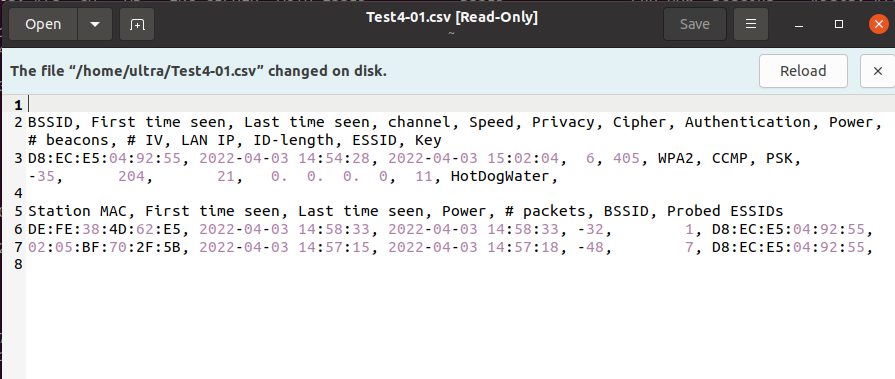 Open
Test4-01.csv [Read-Only]
~
Save
The file “/home/ultra/Test4-01.csv” changed on disk.
Reload
1
2 BSSID, First time seen, Last time seen, channel, Speed, Privacy, Cipher, Authentication, Power,
# beacons, # IV, LAN IP, ID-length, ESSID, Key
3 D8:EC:E5:04:92:55, 2022-04-03 14:54:28, 2022-04-03 15:02:04,  6, 405, WPA2, CCMP, PSK,
-35,      204,       21,   0.  0.  0.  0,  11, HotDogWater,
4
5 Station MAC, First time seen, Last time seen, Power, # packets, BSSID, Probed ESSIDs
6 DE:FE:38:4D:62:E5, 2022-04-03 14:58:33, 2022-04-03 14:58:33, -32,        1, D8:EC:E5:04:92:55,
7 02:05:BF:70:2F:5B, 2022-04-03 14:57:15, 2022-04-03 14:57:18, -48,        7, D8:EC:E5:04:92:55,
8